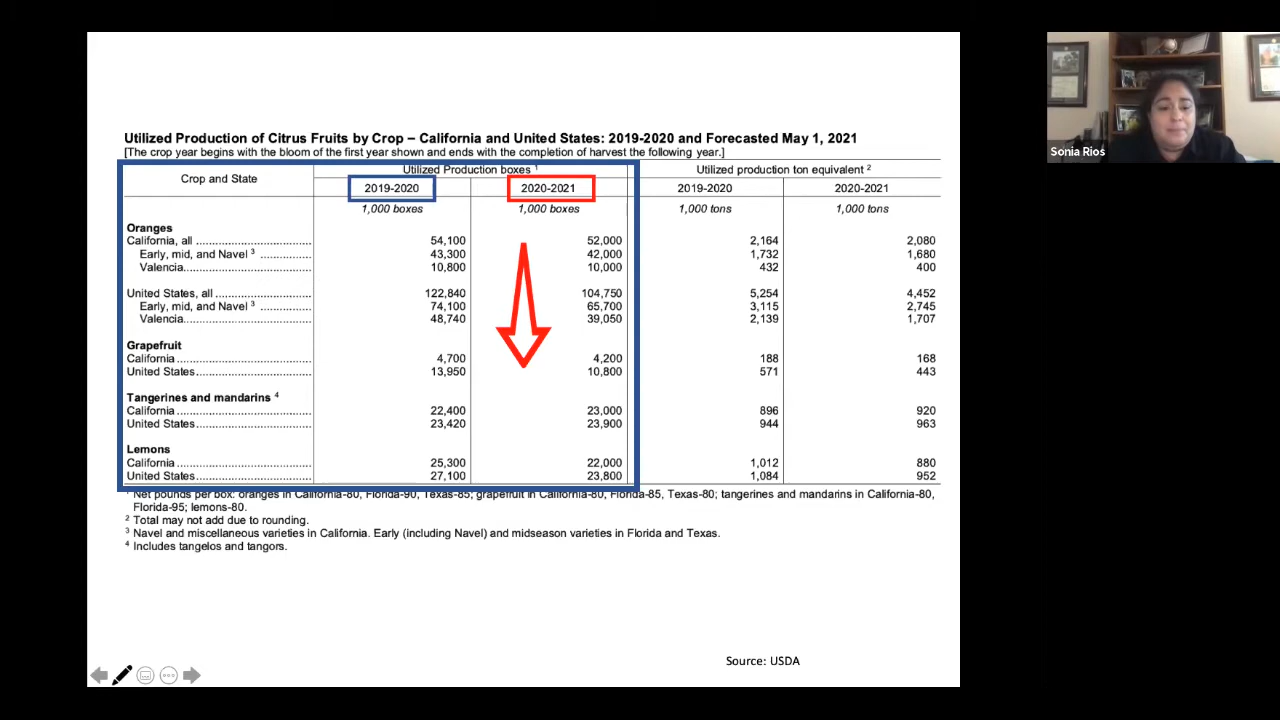 Utilized Production of Citrus Fruits by Crop – California and United States: 2019-2020 and Forecasted May 1, 2021
[The crop year begins with the bloom of the first year shown and ends with the completion of harvest the following year.]
Crop and State Utilized Production boxes 1 Utilized production ton equivalent 2
2019-2020 2020-2021 2019-2020 2020-2021
1,000 boxes 1,000 boxes 1,000 tons 1,000 tons
Oranges
California, all 54,100 52,000 2,164 2,080
Early, mid, and Navel 3 43,300 42,000 1,732 1,680
Valencia 10,800 10,000 432 400
United States, all 122,840 104,750 5,254 4,452
Early, mid, and Navel 3 74,100 65,700 3,115 2,745
Valencia 48,740 39,050 2,139 1,707
Grapefruit
California 4,700 4,200 188 168
United States 13,950 10,800 571 443
Tangerines and mandarins 4
California 22,400 23,000 896 920
United States 23,420 23,900 944 963
Lemons
California 25,300 22,000 1,012 880
United States 27,100 23,800 1,084 952
1 Net pounds per box: oranges in California-80, Florida-90, Texas-85; grapefruit in California-80, Florida-85, Texas-80; tangerines and mandarins in California-80,
Florida-95; lemons-80.
2 Total may not add due to rounding.
3 Navel and miscellaneous varieties in California. Early (including Navel) and midseason varieties in Florida and Texas.
4 Includes tangelos and tangors.
Source: USDA
Sonia Rios